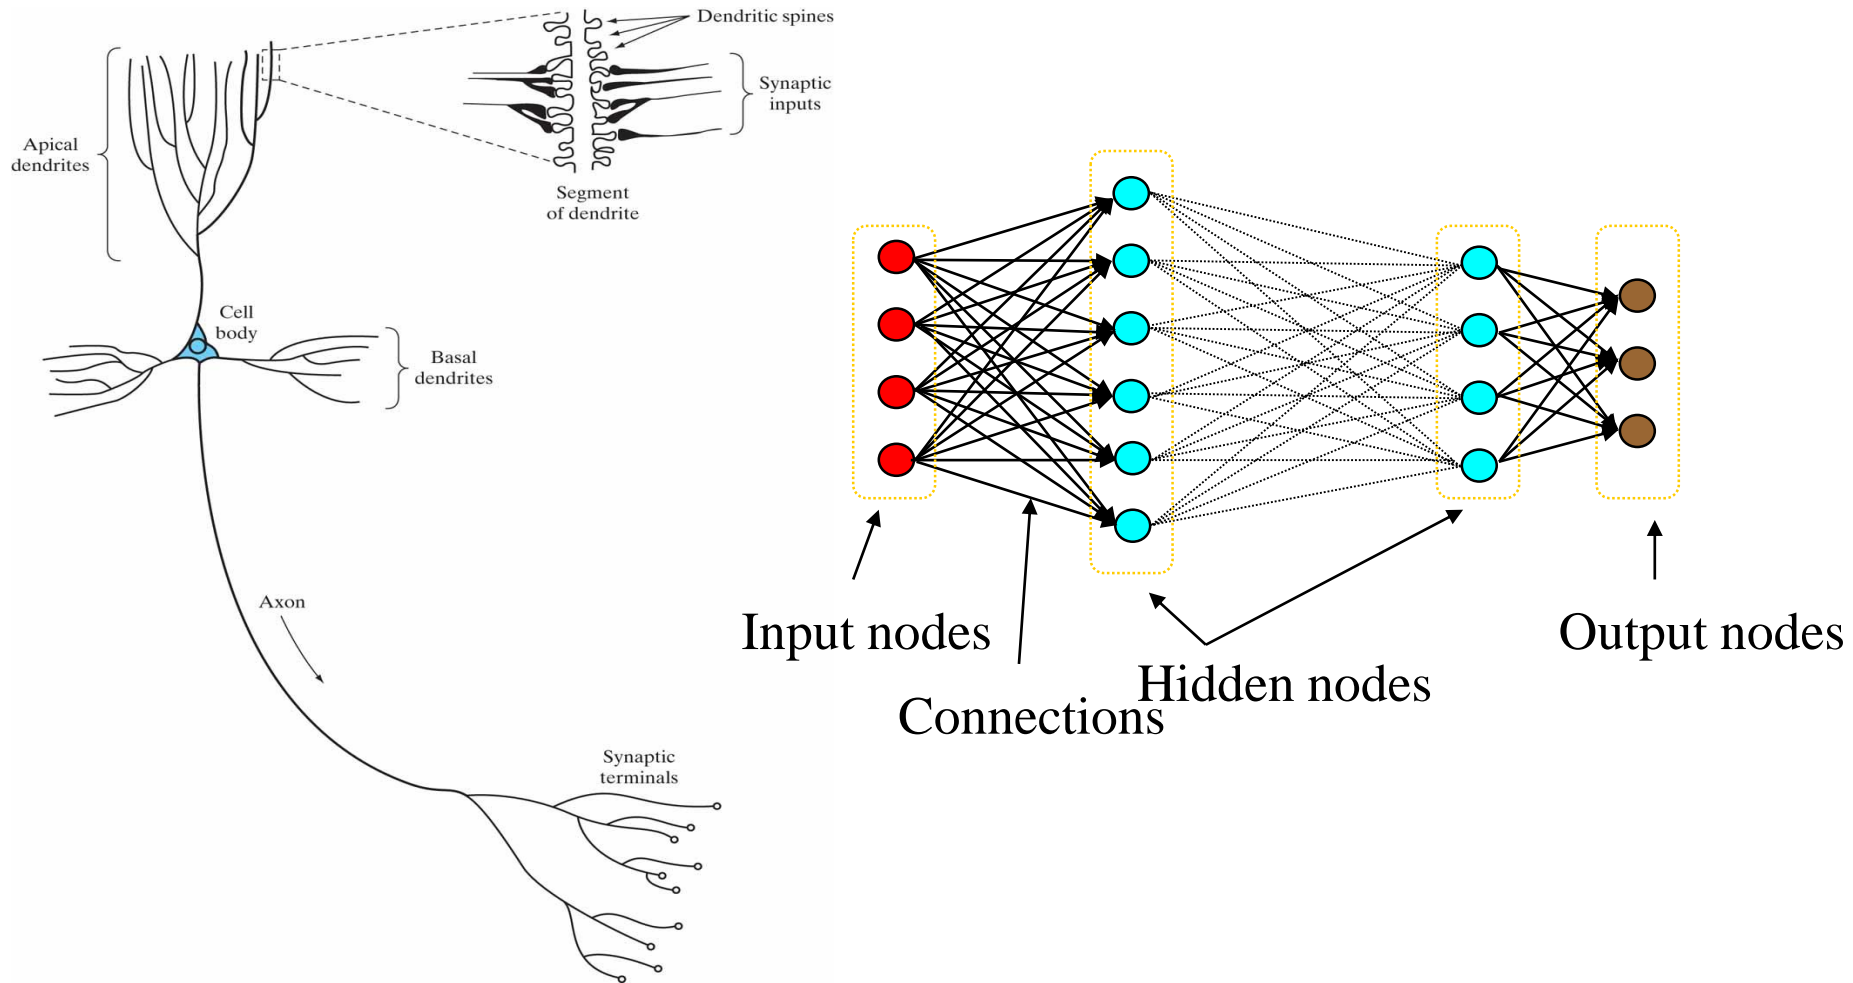 Dendritic spines
Synaptic
inputs
Apical
dendrites
Segment
of dendrite
Cell
body
Basal
dendrites
Axon
Synaptic
terminals
Input nodes
Connections
Hidden nodes
Output nodes